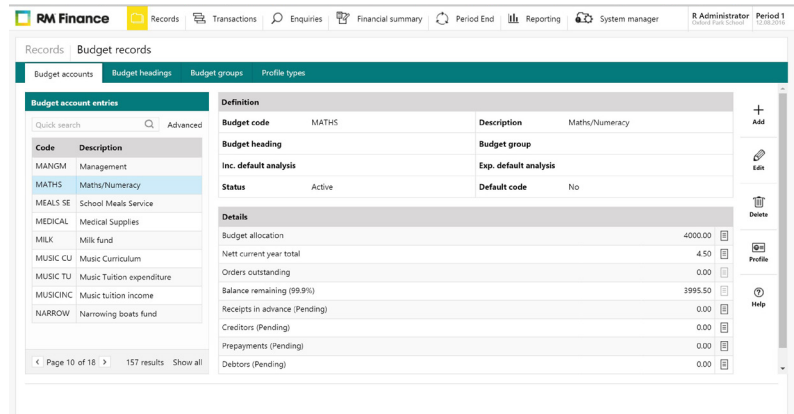 RM Finance Records Transactions Enquiries Financial summary Period End Reporting System manager R Administrator Period 1
Oxford Park School 12.08.2016
Records Budget records
Budget accounts Budget headings Budget groups Profile types
Budget account entries
Quick search Advanced
Code Description
MANGM Management
MATHS Maths/Numeracy
MEALS SE School Meals Service
MEDICAL Medical Supplies
MILK Milk fund
MUSIC CU Music Curriculum
MUSIC TU Music Tuition expenditure
MUSICINC Music tuition income
NARROW Narrowing boats fund
< Page 10 of 18 > 157 results Show all
Definition
Budget code MATHS Description Maths/Numeracy
Budget heading Budget group
Inc. default analysis Exp. default analysis
Status Active Default code No
Details
Budget allocation 4000.00
Nett current year total 4.50
Orders outstanding 0.00
Balance remaining (99.9%) 3995.50
Receipts in advance (Pending) 0.00
Creditors (Pending) 0.00
Prepayments (Pending) 0.00
Debtors (Pending) 0.00
Add
Edit
Delete
Profile
Help